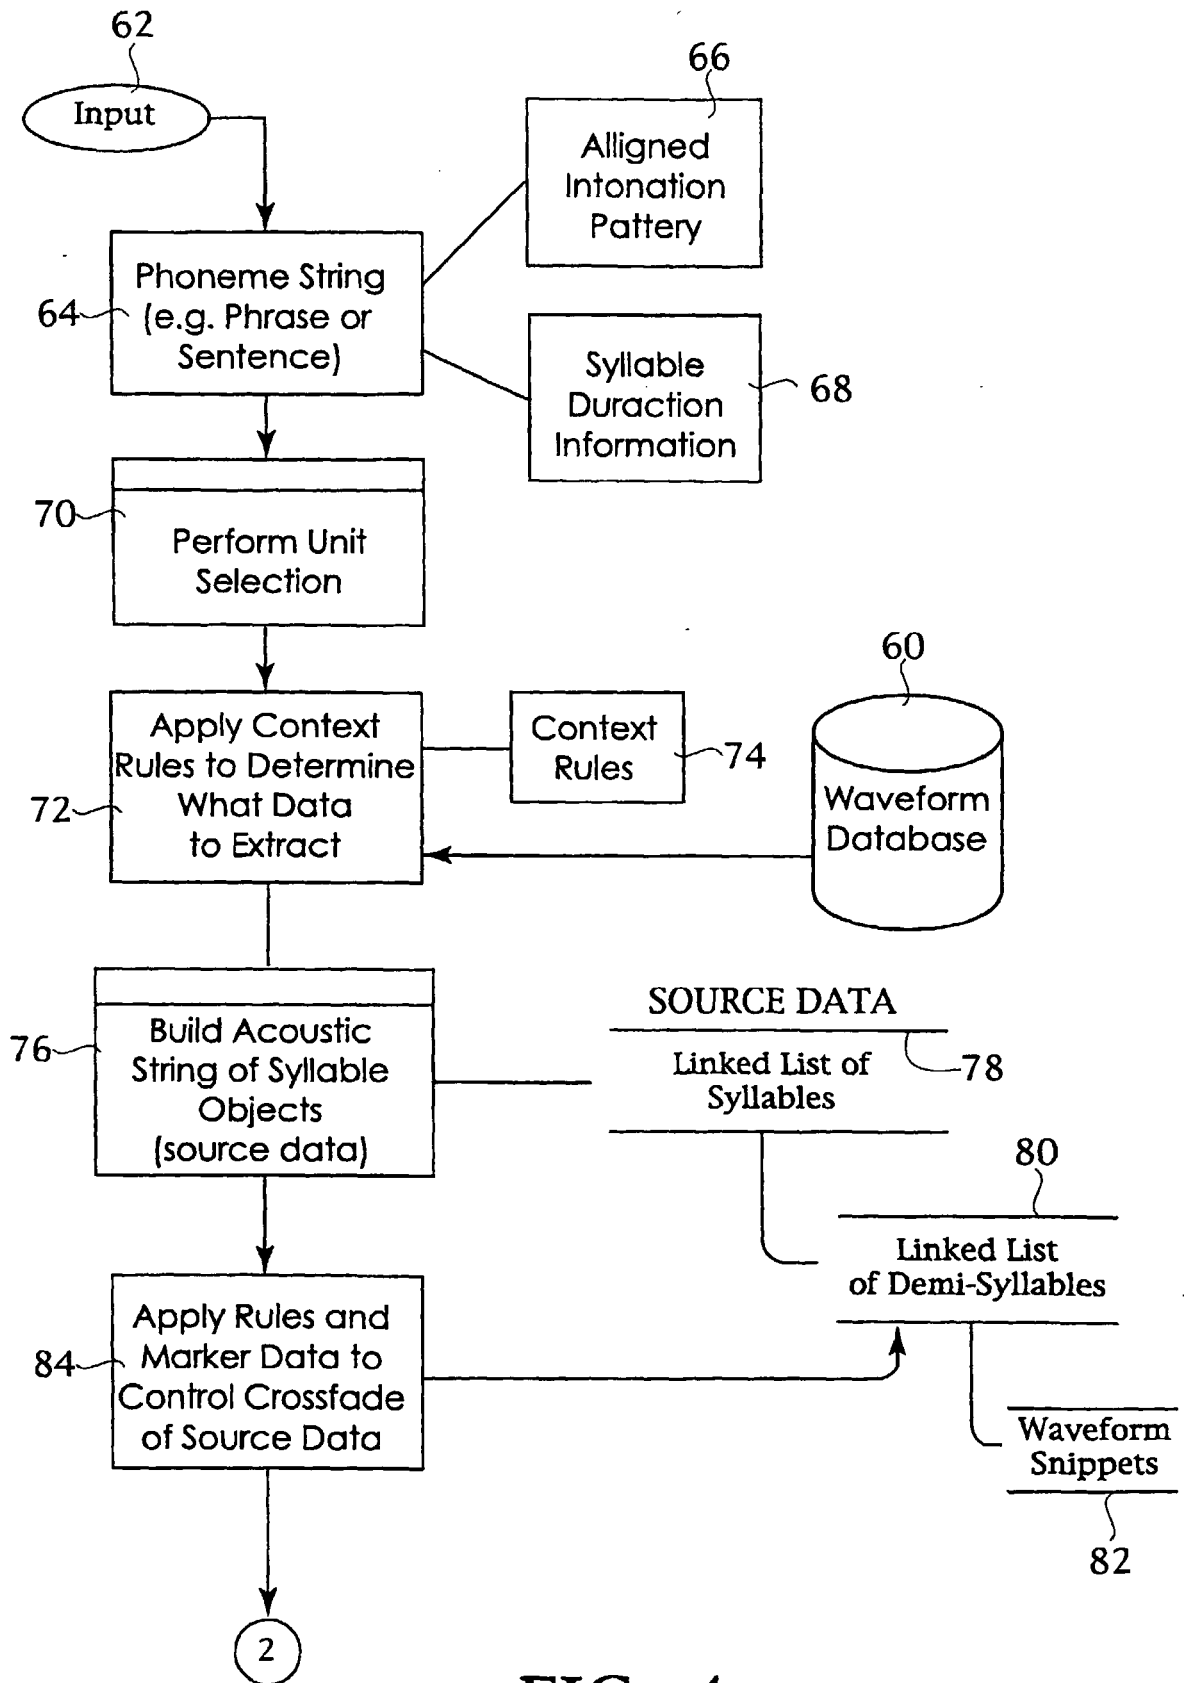 62
Input
66
Alligned
Intonation
Pattery
64
Phoneme String
(e.g. Phrase or
Sentence)
Syllable
Duraction
Information
68
70
Perform Unit
Selection
60
Waveform
Database
72
Apply Context
Rules to Determine
What Data
to Extract
Context
Rules
74
76
Build Acoustic
String of Syllable
Objects
(source data)
SOURCE DATA
78
Linked List of
Syllables
80
Linked List
of Demi-Syllables
84
Apply Rules and
Marker Data to
Control Crossfade
of Source Data
Waveform
Snippets
82
2